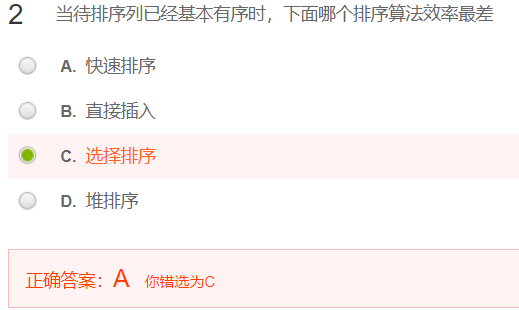 2 当待排序列已经基本有序时，下面哪个排序算法效率最差
A. 快速排序
B. 直接插入
C. 选择排序
D. 堆排序
正确答案：A 你错选为C